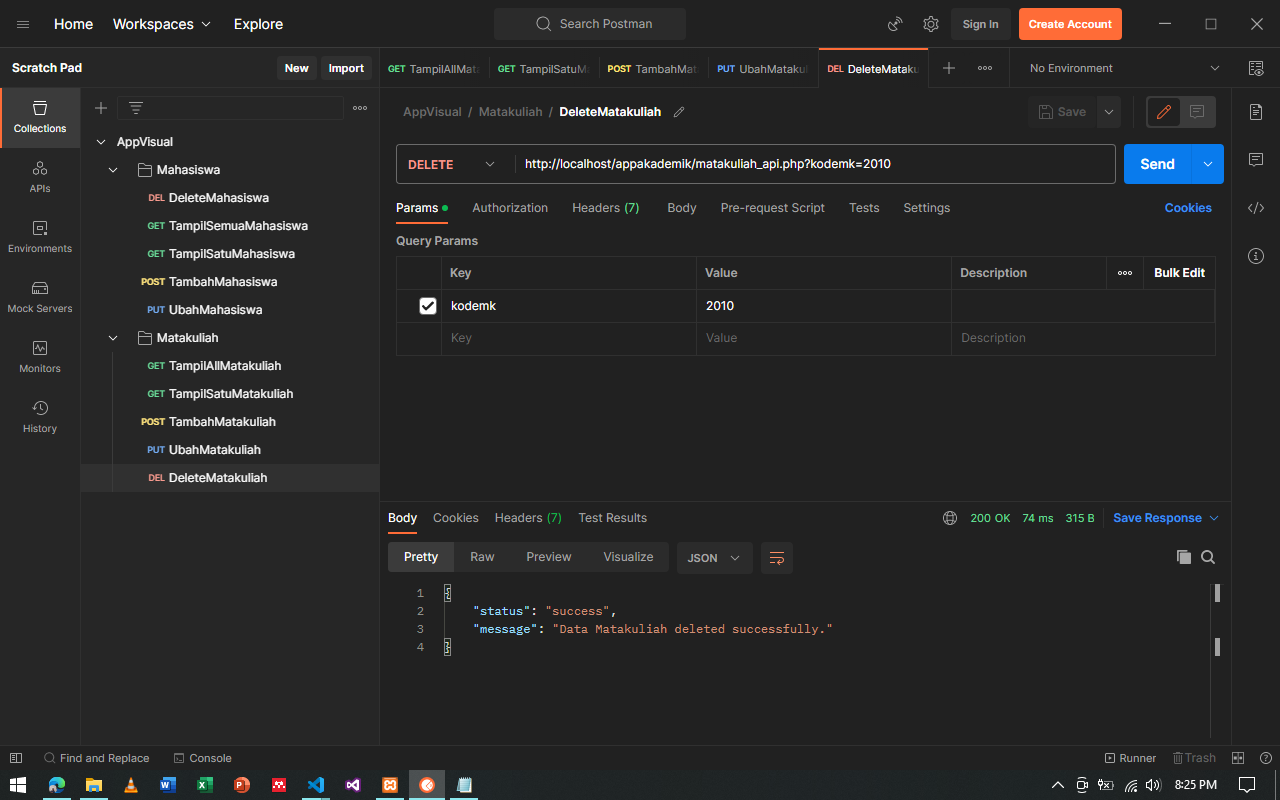 Home Workspaces Explore Search Postman Sign In Create Account
Scratch Pad New Import
GET TampilAllMata GET TampilSatuMa POST TambahMat PUT UbahMataku DEL DeleteMataku No Environment
Collections
APIs
Environments
Mock Servers
Monitors
History
AppVisual
Mahasiswa
DEL DeleteMahasiswa
GET TampilSemuaMahasiswa
GET TampilSatuMahasiswa
POST TambahMahasiswa
PUT UbahMahasiswa
Matakuliah
GET TampilAllMatakuliah
GET TampilSatuMatakuliah
POST TambahMatakuliah
PUT UbahMatakuliah
DEL DeleteMatakuliah
AppVisual / Matakuliah / DeleteMatakuliah Save
DELETE http://localhost/appakademik/matakuliah_api.php?kodemk=2010 Send
Params Authorization Headers (7) Body Pre-request Script Tests Settings Cookies
Query Params
Key Value Description Bulk Edit
kodemk 2010
Key Value Description
Body Cookies Headers (7) Test Results 200 OK 74 ms 315 B Save Response
Pretty Raw Preview Visualize JSON
1 {
2 "status": "success",
3 "message": "Data Matakuliah deleted successfully."
4 }
Find and Replace Console Runner Trash
8:25 PM